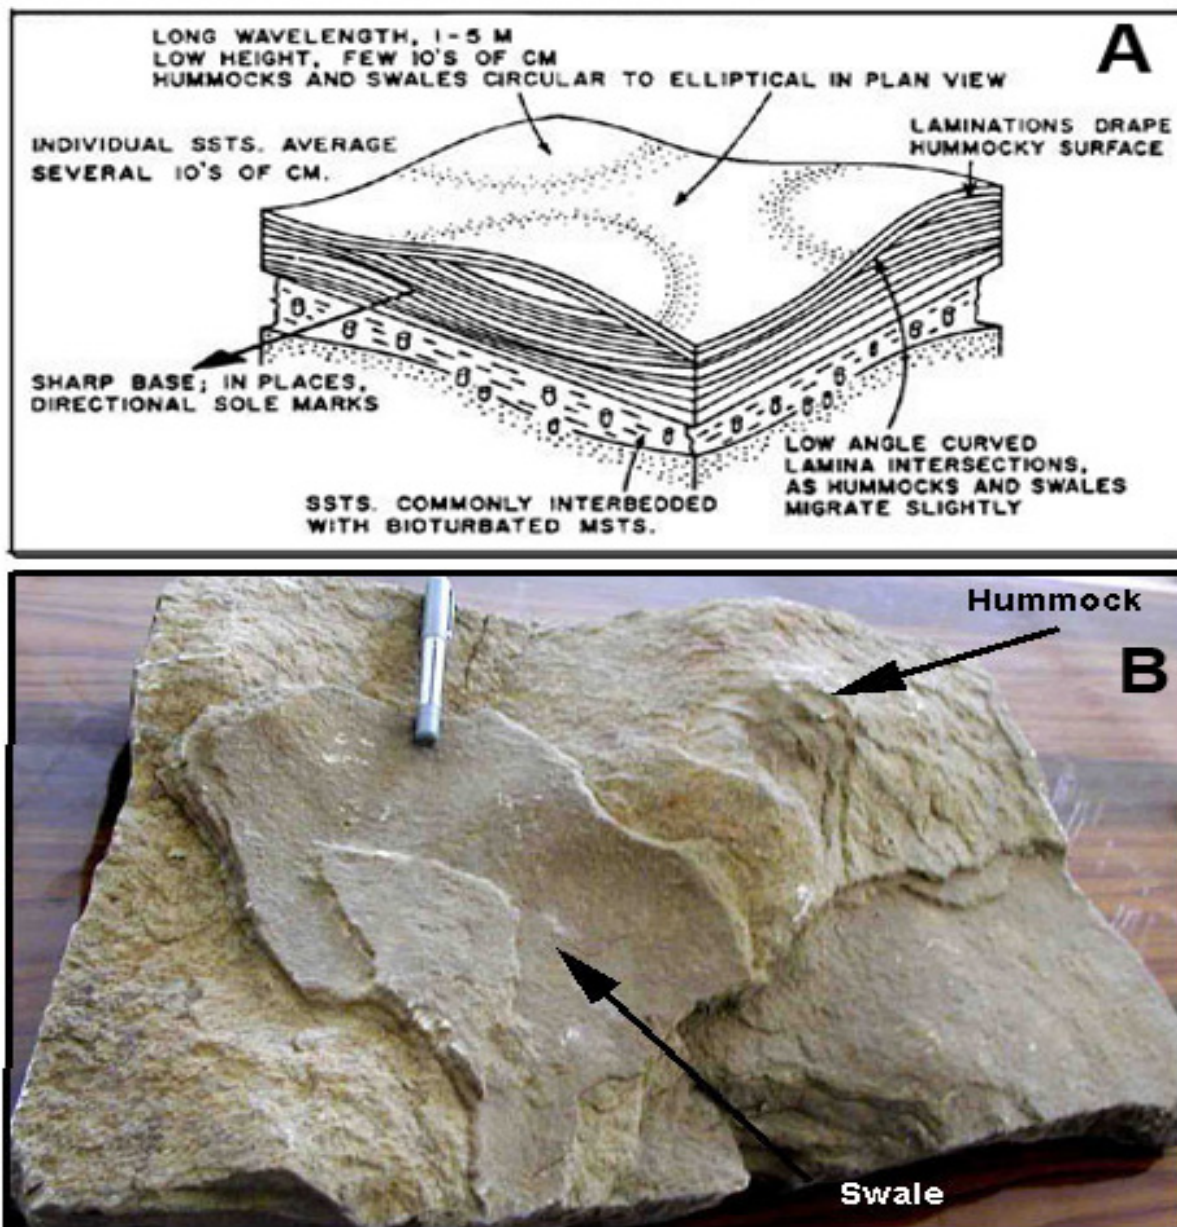 A
LONG WAVELENGTH, 1-5 M
LOW HEIGHT, FEW 10'S OF CM
HUMMOCKS AND SWALES CIRCULAR TO ELLIPTICAL IN PLAN VIEW
INDIVIDUAL SSTS. AVERAGE
SEVERAL 10'S OF CM.
LAMINATIONS DRAPE
HUMMOCKY SURFACE
SHARP BASE; IN PLACES,
DIRECTIONAL SOLE MARKS
LOW ANGLE CURVED
LAMINA INTERSECTIONS,
AS HUMMOCKS AND SWALES
MIGRATE SLIGHTLY
SSTS. COMMONLY INTERBEDDED
WITH BIOTURBATED MSTS.
Hummock
B
Swale